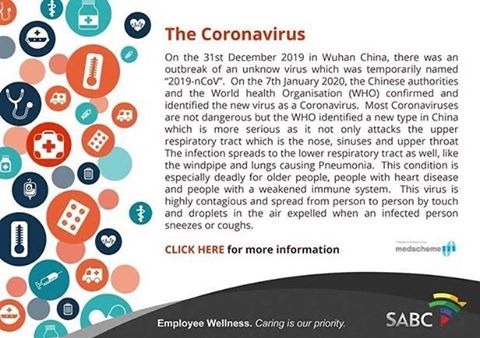 The Coronavirus
On the 31st December 2019 in Wuhan China, there was an
outbreak of an unknow virus which was temporarily named
"2019-nCoV". On the 7th January 2020, the Chinese authorities
and the World health Organisation (WHO) confirmed and
identified the new virus as a Coronavirus. Most Coronaviruses
are not dangerous but the WHO identified a new type in China
which is more serious as it not only attacks the upper
respiratory tract which is the nose, sinuses and upper throat
The infection spreads to the lower respiratory tract as well, like
the windpipe and lungs causing Pneumonia. This condition is
especially deadly for older people, people with heart disease
and people with a weakened immune system. This virus is
highly contagious and spread from person to person by touch
and droplets in the air expelled when an infected person
sneezes or coughs.
CLICK HERE for more information
medscheme
Employee Wellness. Caring is our priority.
SABC